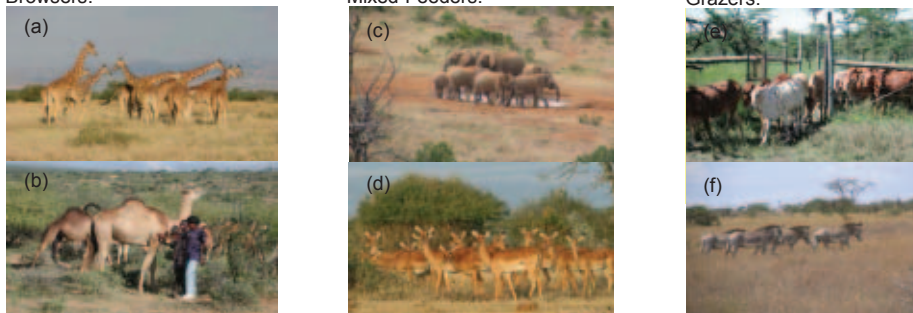 Browsers:
Mixed Feeders:
Grazers:
(a)
(c)
(e)
(b)
(d)
(f)